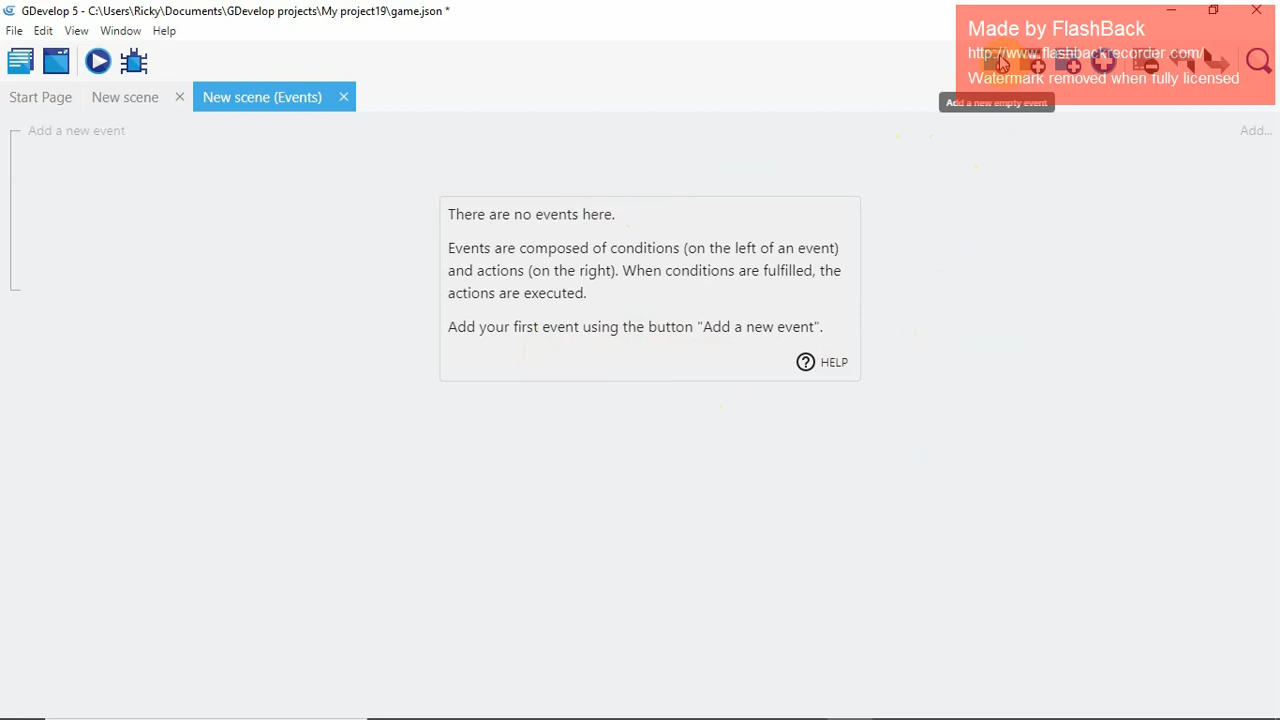 GDevelop 5 - C:\Users\Ricky\Documents\GDevelop projects\My project19\game.json *
Made by FlashBack
File Edit View Window Help
http://www.flashbackrecorder.com/
Watermark removed when fully licensed
Start Page New scene New scene (Events)
Add a new empty event
Add a new event Add...
There are no events here.
Events are composed of conditions (on the left of an event)
and actions (on the right). When conditions are fulfilled, the
actions are executed.
Add your first event using the button "Add a new event".
? HELP